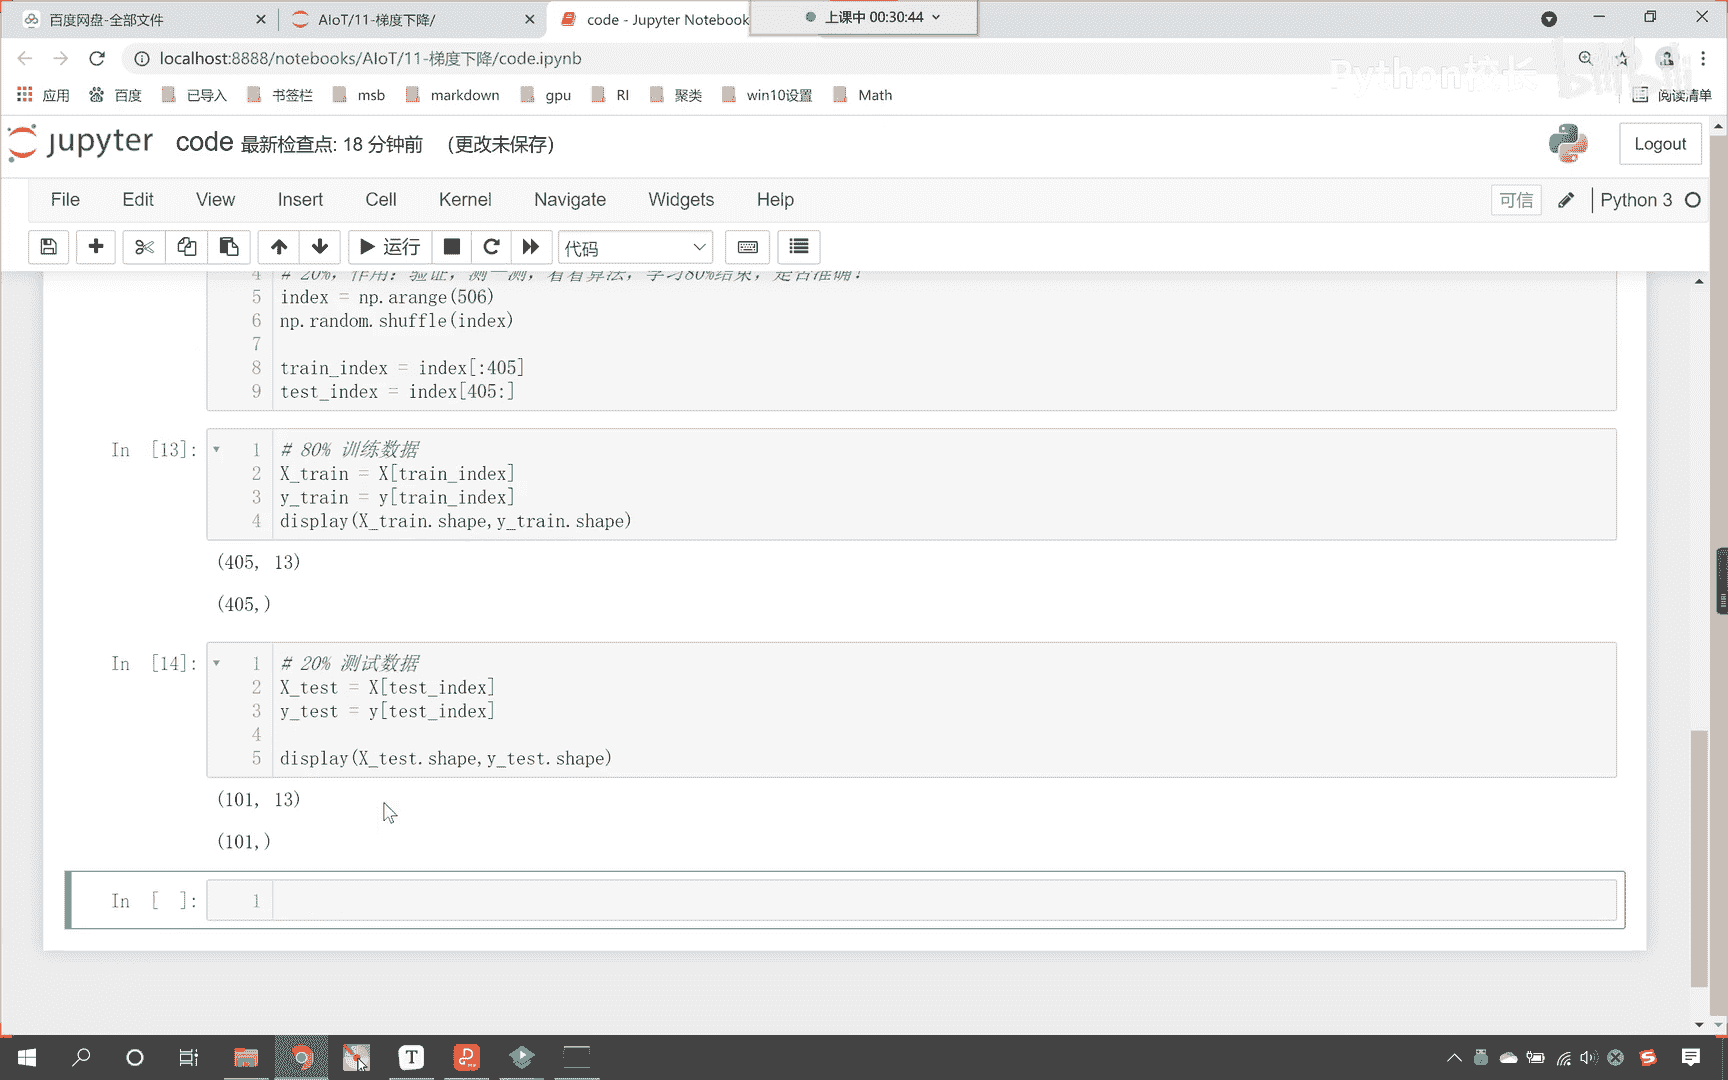 百度网盘-全部文件
AIoT/11-梯度下降/
code - Jupyter Notebook
上课中 00:30:44
localhost:8888/notebooks/AIoT/11-梯度下降/code.ipynb
Python校长
应用 百度 已导入 书签栏 msb markdown gpu RI 聚类 win10设置 Math 阅读清单
jupyter code 最新检查点: 18 分钟前 (更改未保存)
Logout
File Edit View Insert Cell Kernel Navigate Widgets Help 可信 Python 3
运行 代码
4 # 20%, 作用: 验证, 测一测, 看看算法, 学习80%结束, 是否准确!
5 index = np.arange(506)
6 np.random.shuffle(index)
7
8 train_index = index[:405]
9 test_index = index[405:]
In [13]:
1 # 80% 训练数据
2 X_train = X[train_index]
3 y_train = y[train_index]
4 display(X_train.shape,y_train.shape)
(405, 13)
(405,)
In [14]:
1 # 20% 测试数据
2 X_test = X[test_index]
3 y_test = y[test_index]
4
5 display(X_test.shape,y_test.shape)
(101, 13)
(101,)
In [ ]:
1